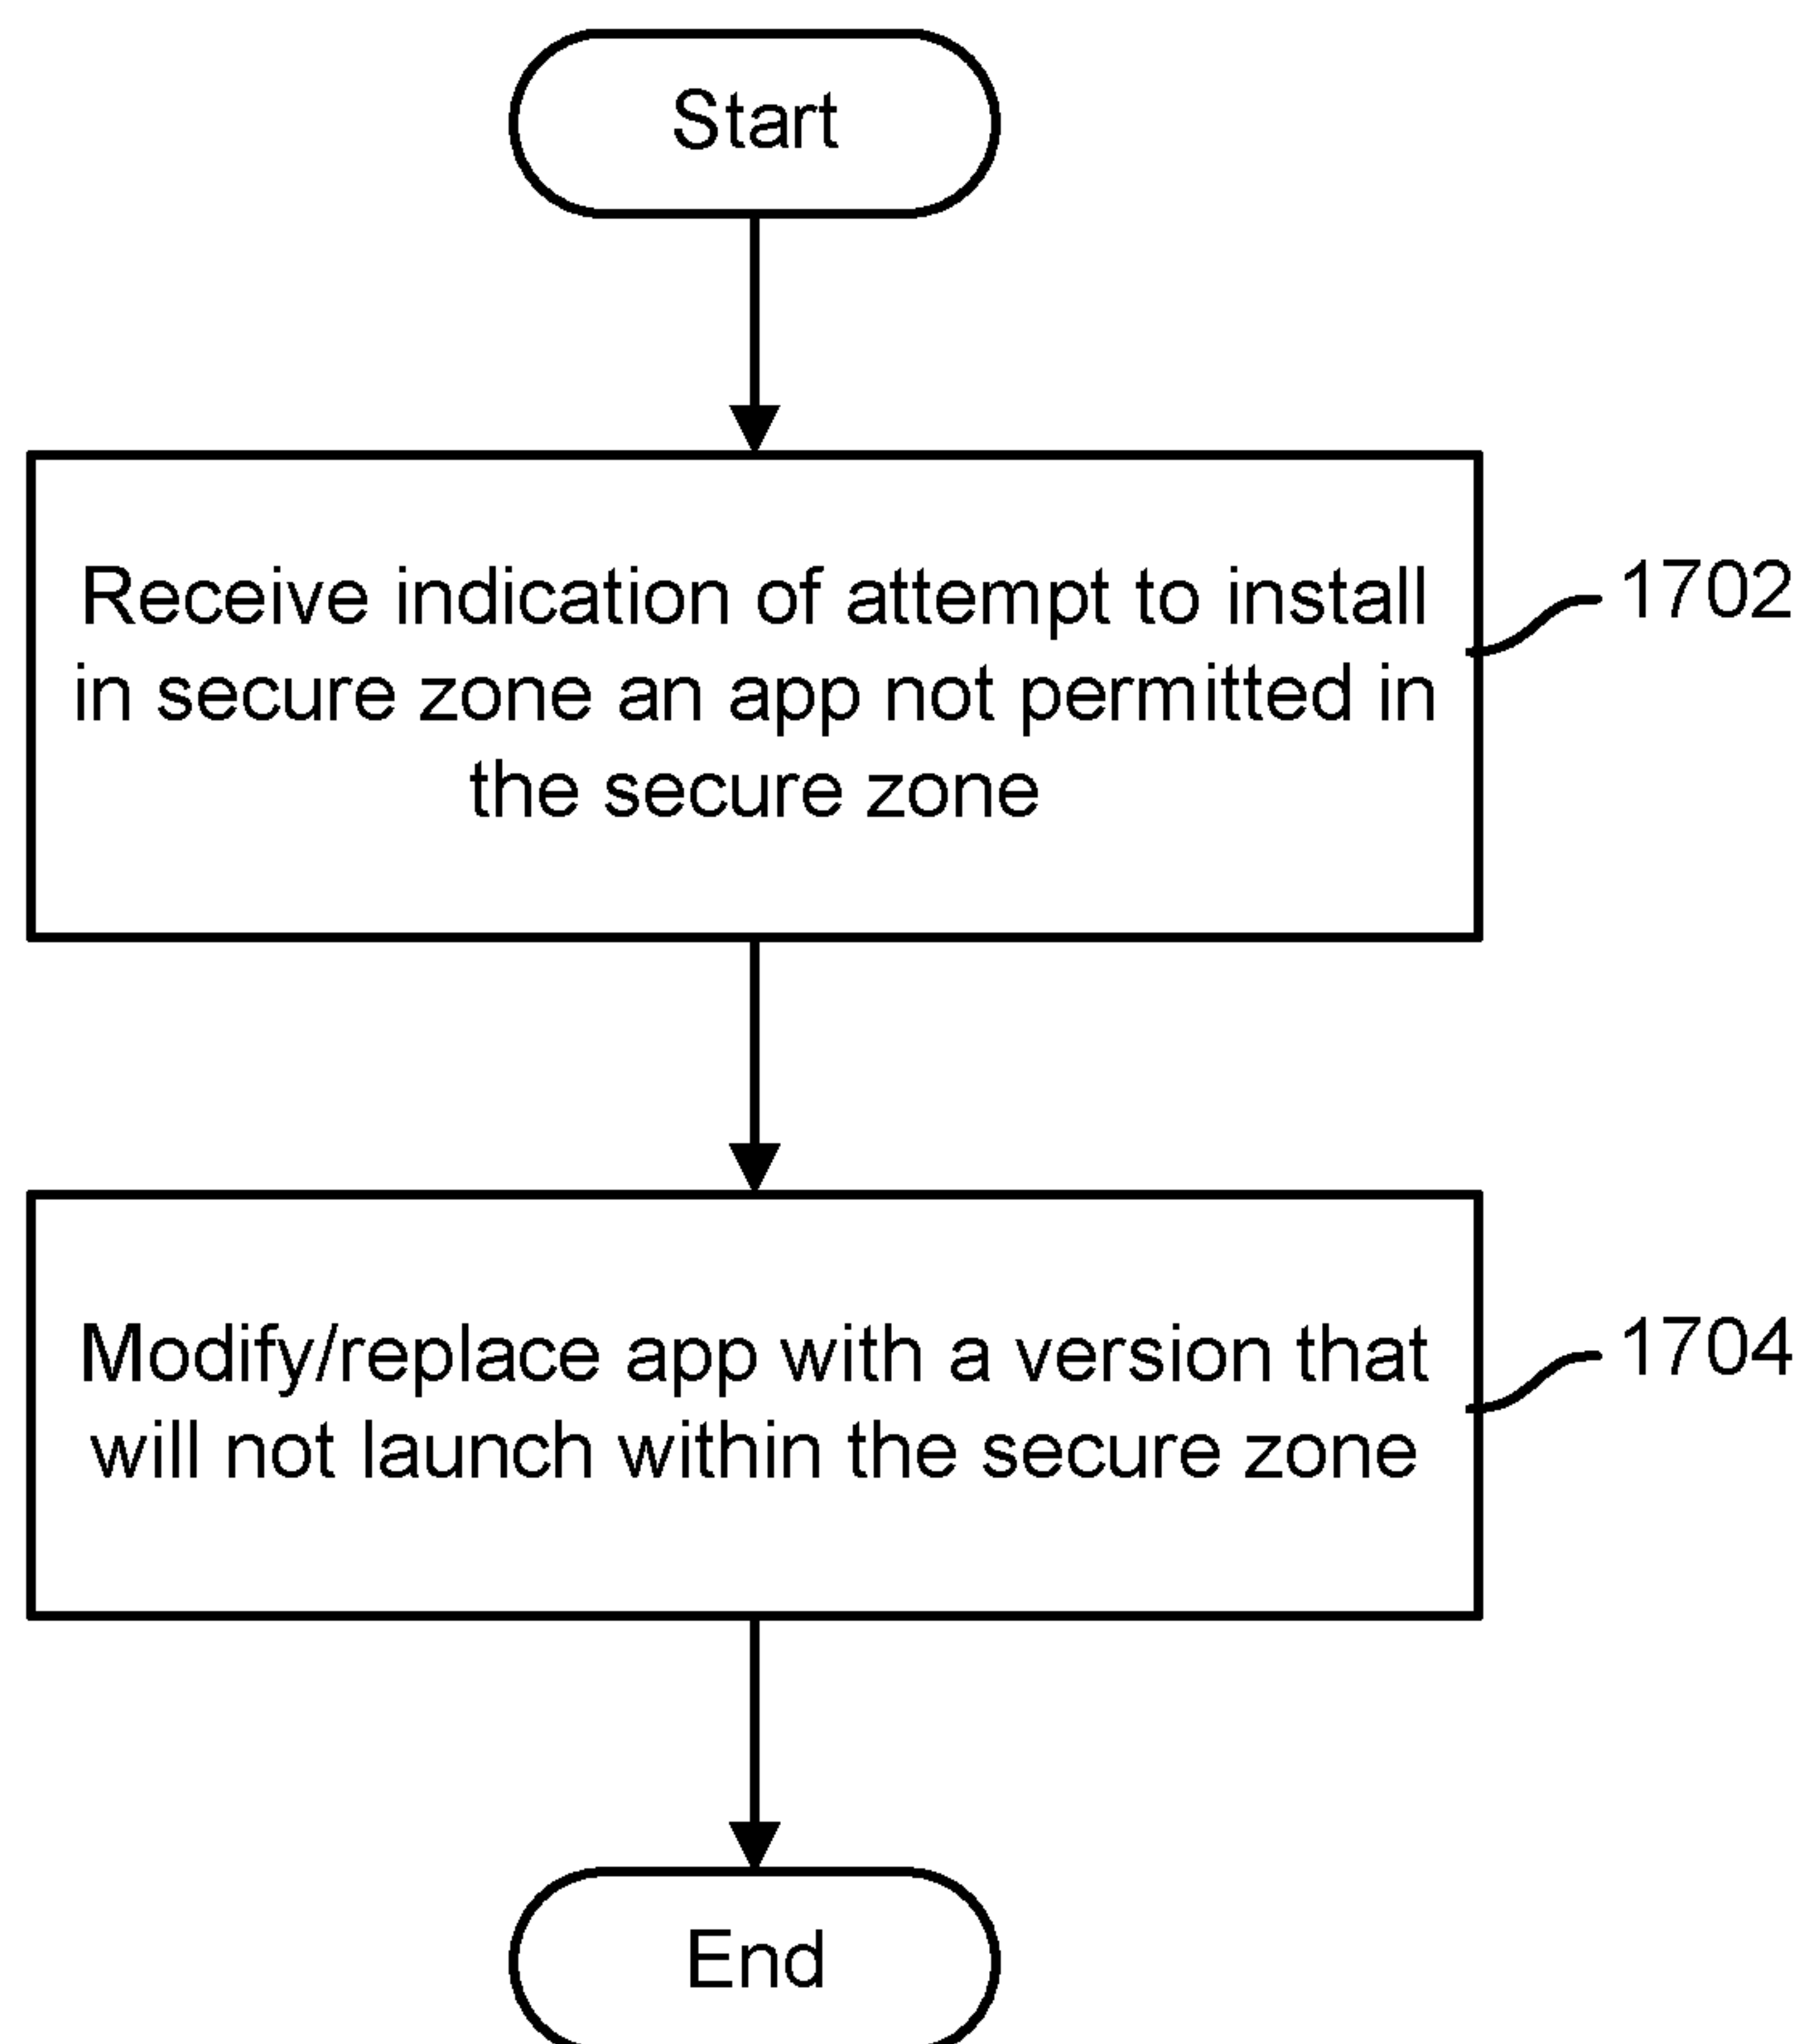 Start
Receive indication of attempt to install
in secure zone an app not permitted in
the secure zone
1702
Modify/replace app with a version that
will not launch within the secure zone
1704
End